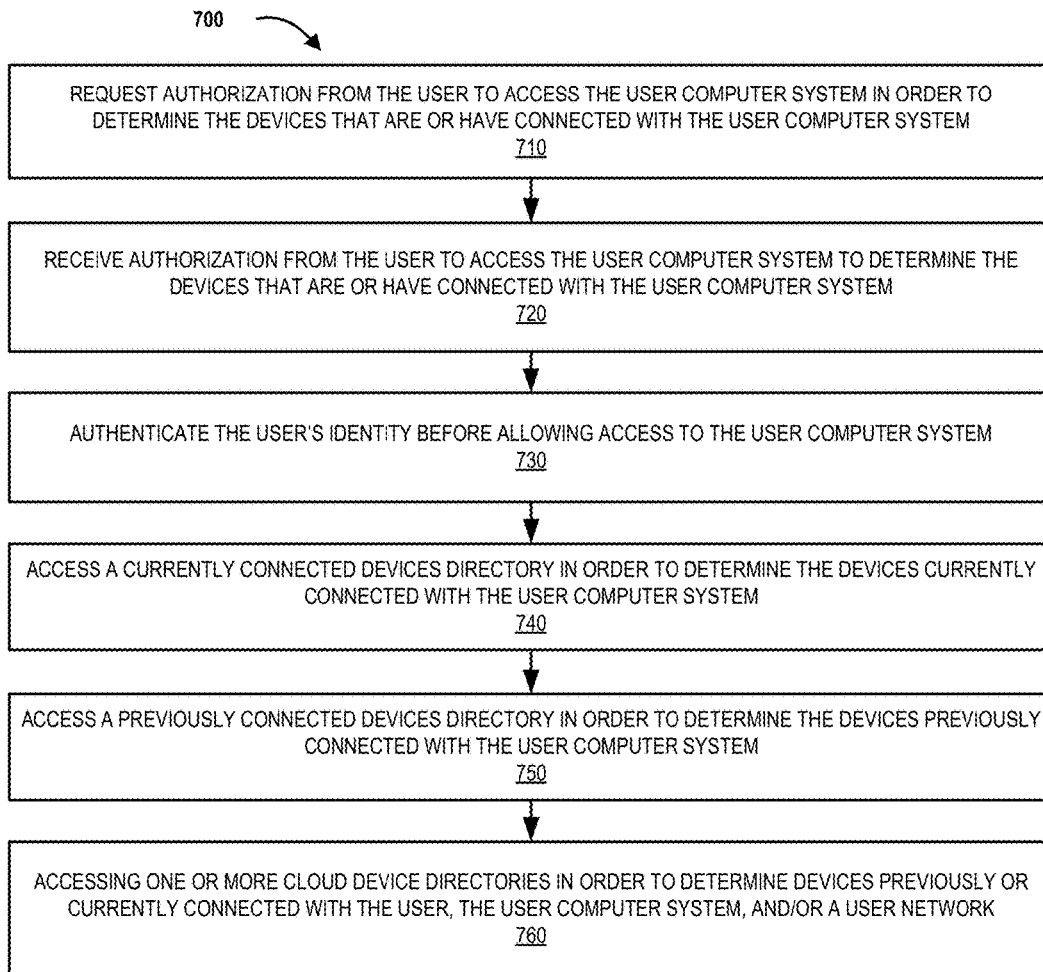 700
REQUEST AUTHORIZATION FROM THE USER TO ACCESS THE USER COMPUTER SYSTEM IN ORDER TO
DETERMINE THE DEVICES THAT ARE OR HAVE CONNECTED WITH THE USER COMPUTER SYSTEM
710
RECEIVE AUTHORIZATION FROM THE USER TO ACCESS THE USER COMPUTER SYSTEM TO DETERMINE THE
DEVICES THAT ARE OR HAVE CONNECTED WITH THE USER COMPUTER SYSTEM
720
AUTHENTICATE THE USER'S IDENTITY BEFORE ALLOWING ACCESS TO THE USER COMPUTER SYSTEM
730
ACCESS A CURRENTLY CONNECTED DEVICES DIRECTORY IN ORDER TO DETERMINE THE DEVICES CURRENTLY
CONNECTED WITH THE USER COMPUTER SYSTEM
740
ACCESS A PREVIOUSLY CONNECTED DEVICES DIRECTORY IN ORDER TO DETERMINE THE DEVICES PREVIOUSLY
CONNECTED WITH THE USER COMPUTER SYSTEM
750
ACCESSING ONE OR MORE CLOUD DEVICE DIRECTORIES IN ORDER TO DETERMINE DEVICES PREVIOUSLY OR
CURRENTLY CONNECTED WITH THE USER, THE USER COMPUTER SYSTEM, AND/OR A USER NETWORK
760